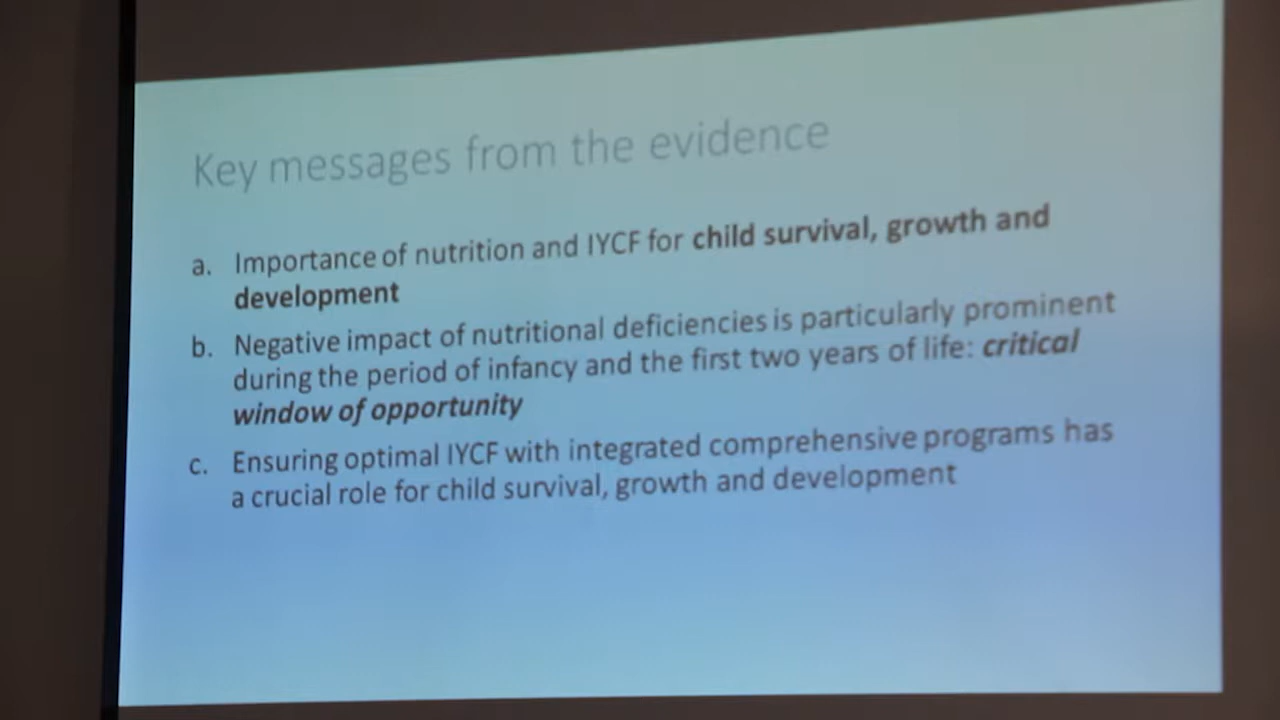 Key messages from the evidence
a. Importance of nutrition and IYCF for child survival, growth and
development
b. Negative impact of nutritional deficiencies is particularly prominent
during the period of infancy and the first two years of life: critical
window of opportunity
c. Ensuring optimal IYCF with integrated comprehensive programs has
a crucial role for child survival, growth and development